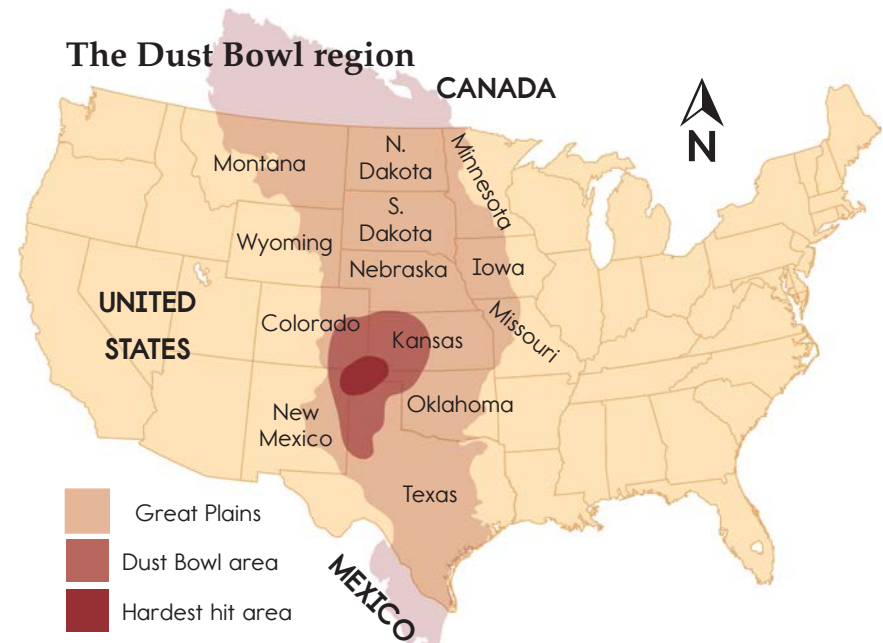 The Dust Bowl region
CANADA
N
Montana
N.
Dakota
Minnesota
S.
Dakota
Wyoming
Nebraska
Iowa
UNITED
STATES
Colorado
Kansas
Missouri
New
Mexico
Oklahoma
Texas
MEXICO
Great Plains
Dust Bowl area
Hardest hit area